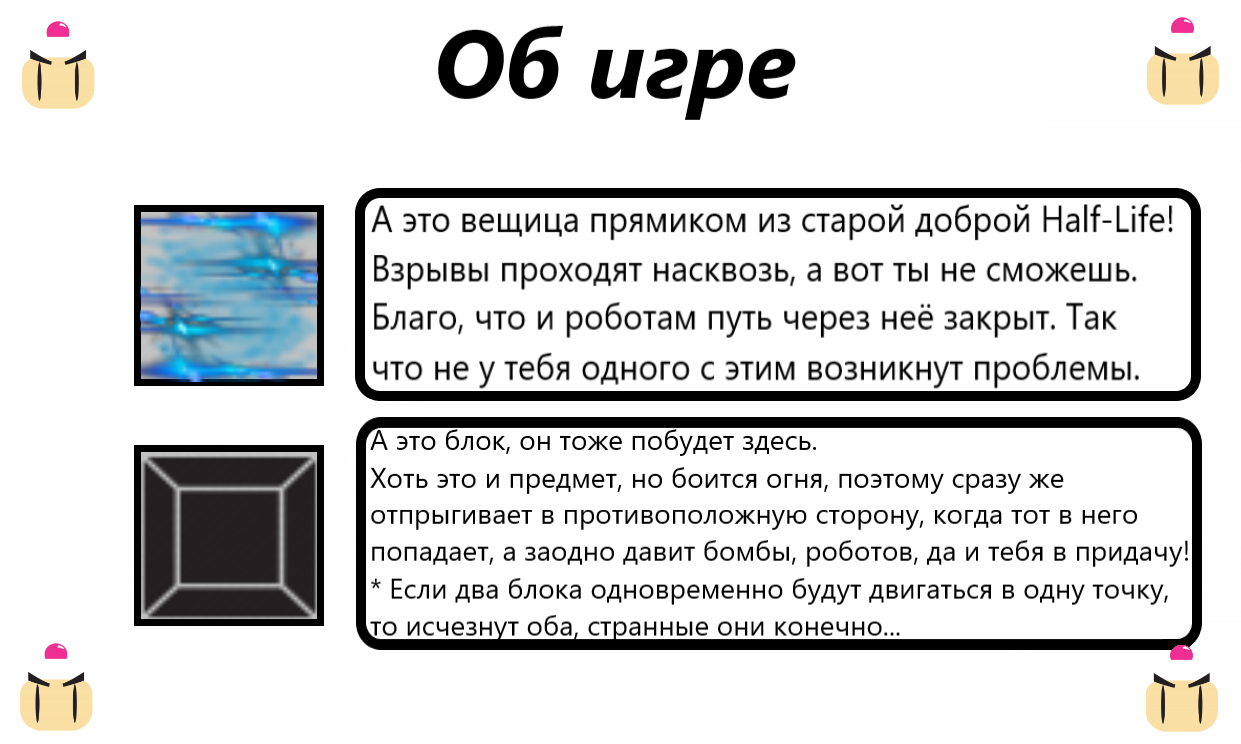 Об игре
А это вещица прямиком из старой доброй Half-Life!
Взрывы проходят насквозь, а вот ты не сможешь.
Благо, что и роботам путь через неё закрыт. Так
что не у тебя одного с этим возникнут проблемы.
А это блок, он тоже побудет здесь.
Хоть это и предмет, но боится огня, поэтому сразу же
отпрыгивает в противоположную сторону, когда тот в него
попадает, а заодно давит бомбы, роботов, да и тебя в придачу!
* Если два блока одновременно будут двигаться в одну точку,
то исчезнут оба, странные они конечно...